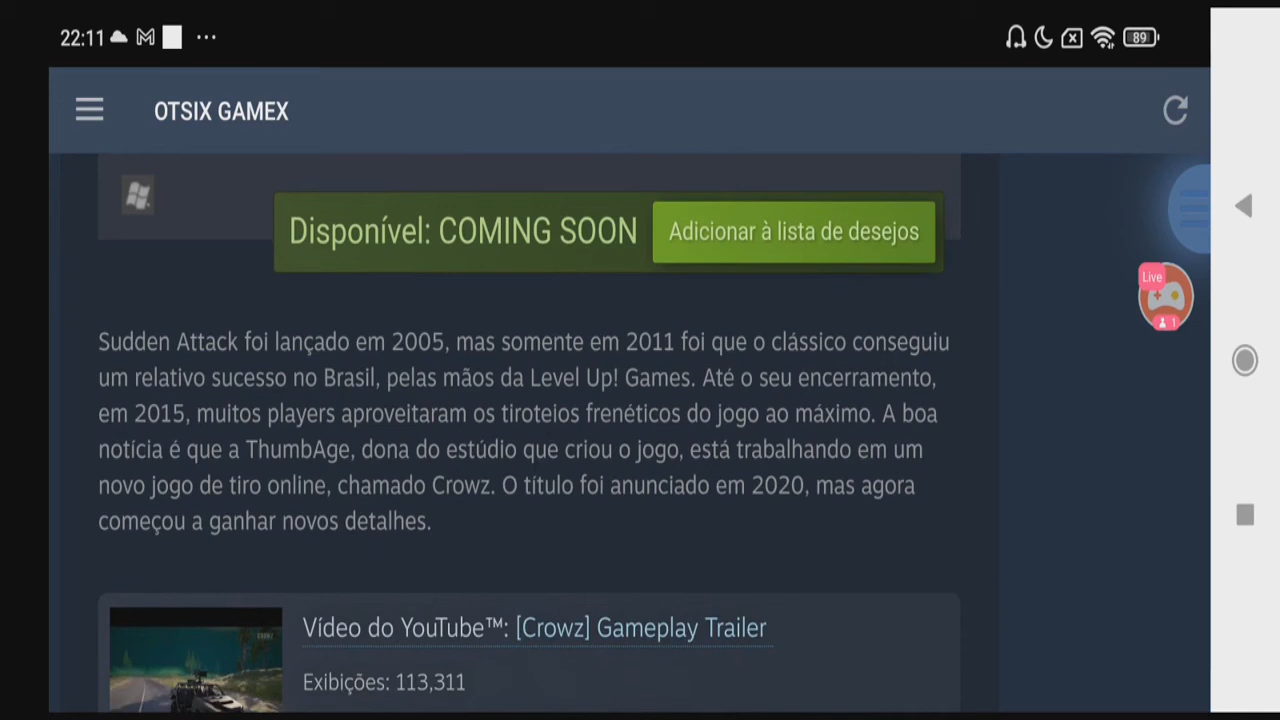 22:11
89
OTSIX GAMEX
Disponível: COMING SOON
Adicionar à lista de desejos
Live
1
Sudden Attack foi lançado em 2005, mas somente em 2011 foi que o clássico conseguiu
um relativo sucesso no Brasil, pelas mãos da Level Up! Games. Até o seu encerramento,
em 2015, muitos players aproveitaram os tiroteios frenéticos do jogo ao máximo. A boa
notícia é que a ThumbAge, dona do estúdio que criou o jogo, está trabalhando em um
novo jogo de tiro online, chamado Crowz. O título foi anunciado em 2020, mas agora
começou a ganhar novos detalhes.
Vídeo do YouTube™: [Crowz] Gameplay Trailer
Exibições: 113,311